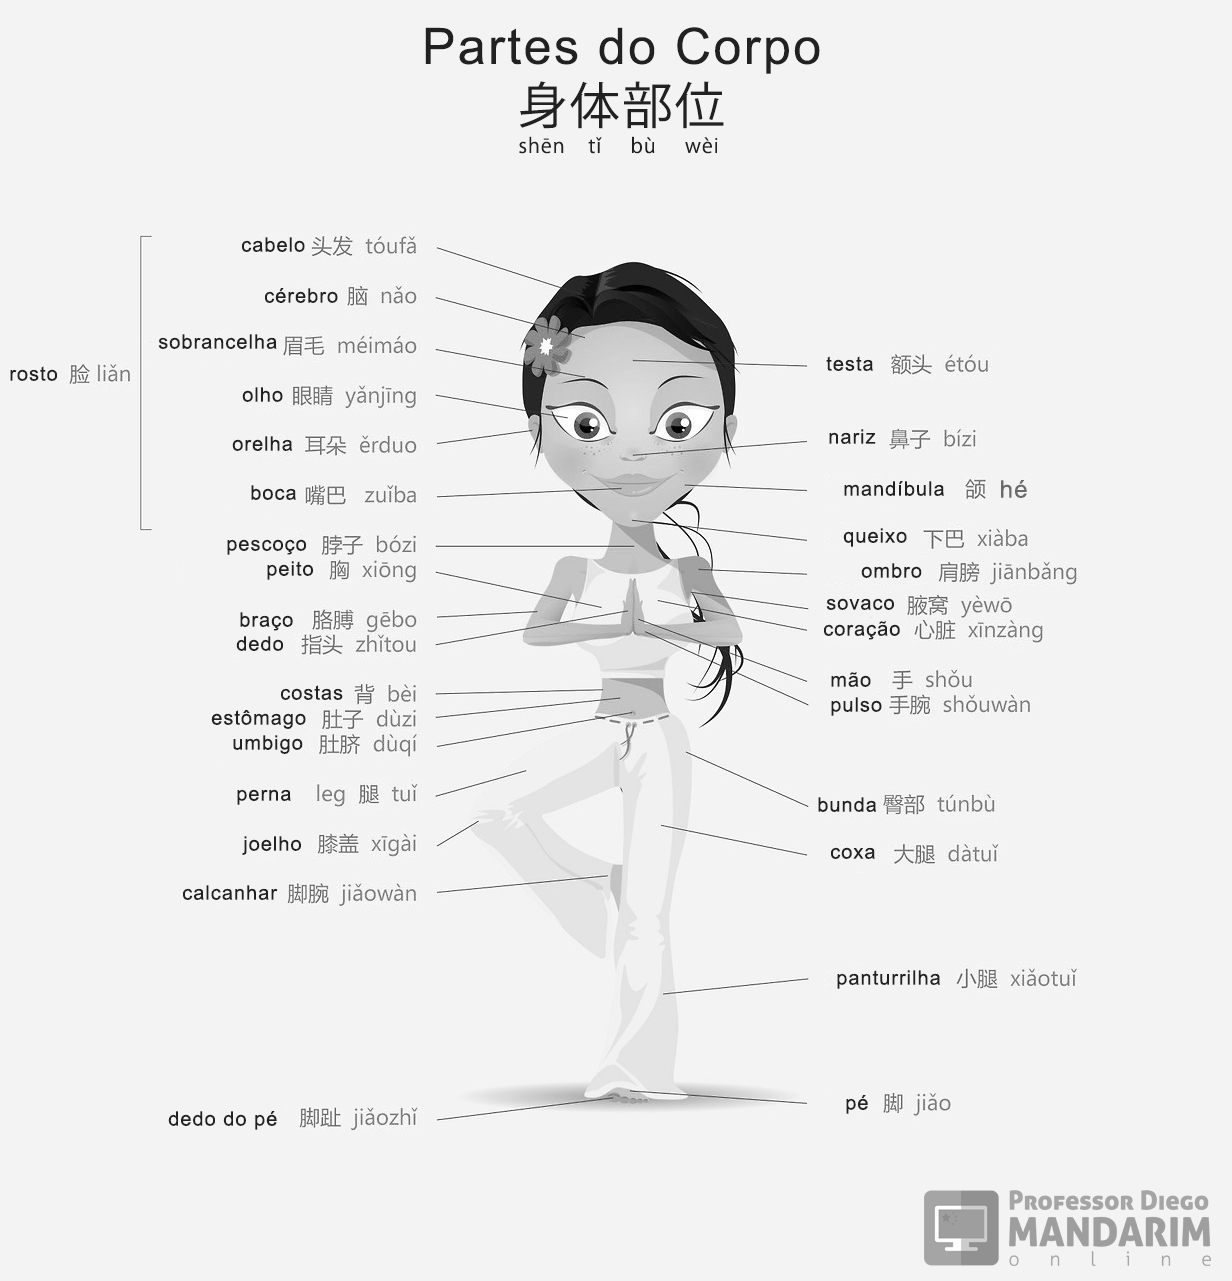 Partes do Corpo
身体部位
shēn tǐ bù wèi
rosto 脸 liǎn
cabelo 头发 tóufǎ
cérebro 脑 nǎo
sobrancelha 眉毛 méimáo
olho 眼睛 yǎnjīng
orelha 耳朵 ěrduo
boca 嘴巴 zuǐba
pescoço 脖子 bózi
peito 胸 xiōng
braço 胳膊 gēbo
dedo 指头 zhǐtou
costas 背 bèi
estômago 肚子 dùzi
umbigo 肚脐 dùqí
perna leg 腿 tuǐ
joelho 膝盖 xīgài
calcanhar 脚腕 jiǎowàn
dedo do pé 脚趾 jiǎozhǐ
testa 额头 étóu
nariz 鼻子 bízi
mandíbula 颌 hé
queixo 下巴 xiàba
ombro 肩膀 jiānbǎng
sovaco 腋窝 yèwō
coração 心脏 xīnzàng
mão 手 shǒu
pulso 手腕 shǒuwàn
bunda 臀部 túnbù
coxa 大腿 dàtuǐ
panturrilha 小腿 xiǎotuǐ
pé 脚 jiǎo
PROFESSOR DIEGO
MANDARIM
online